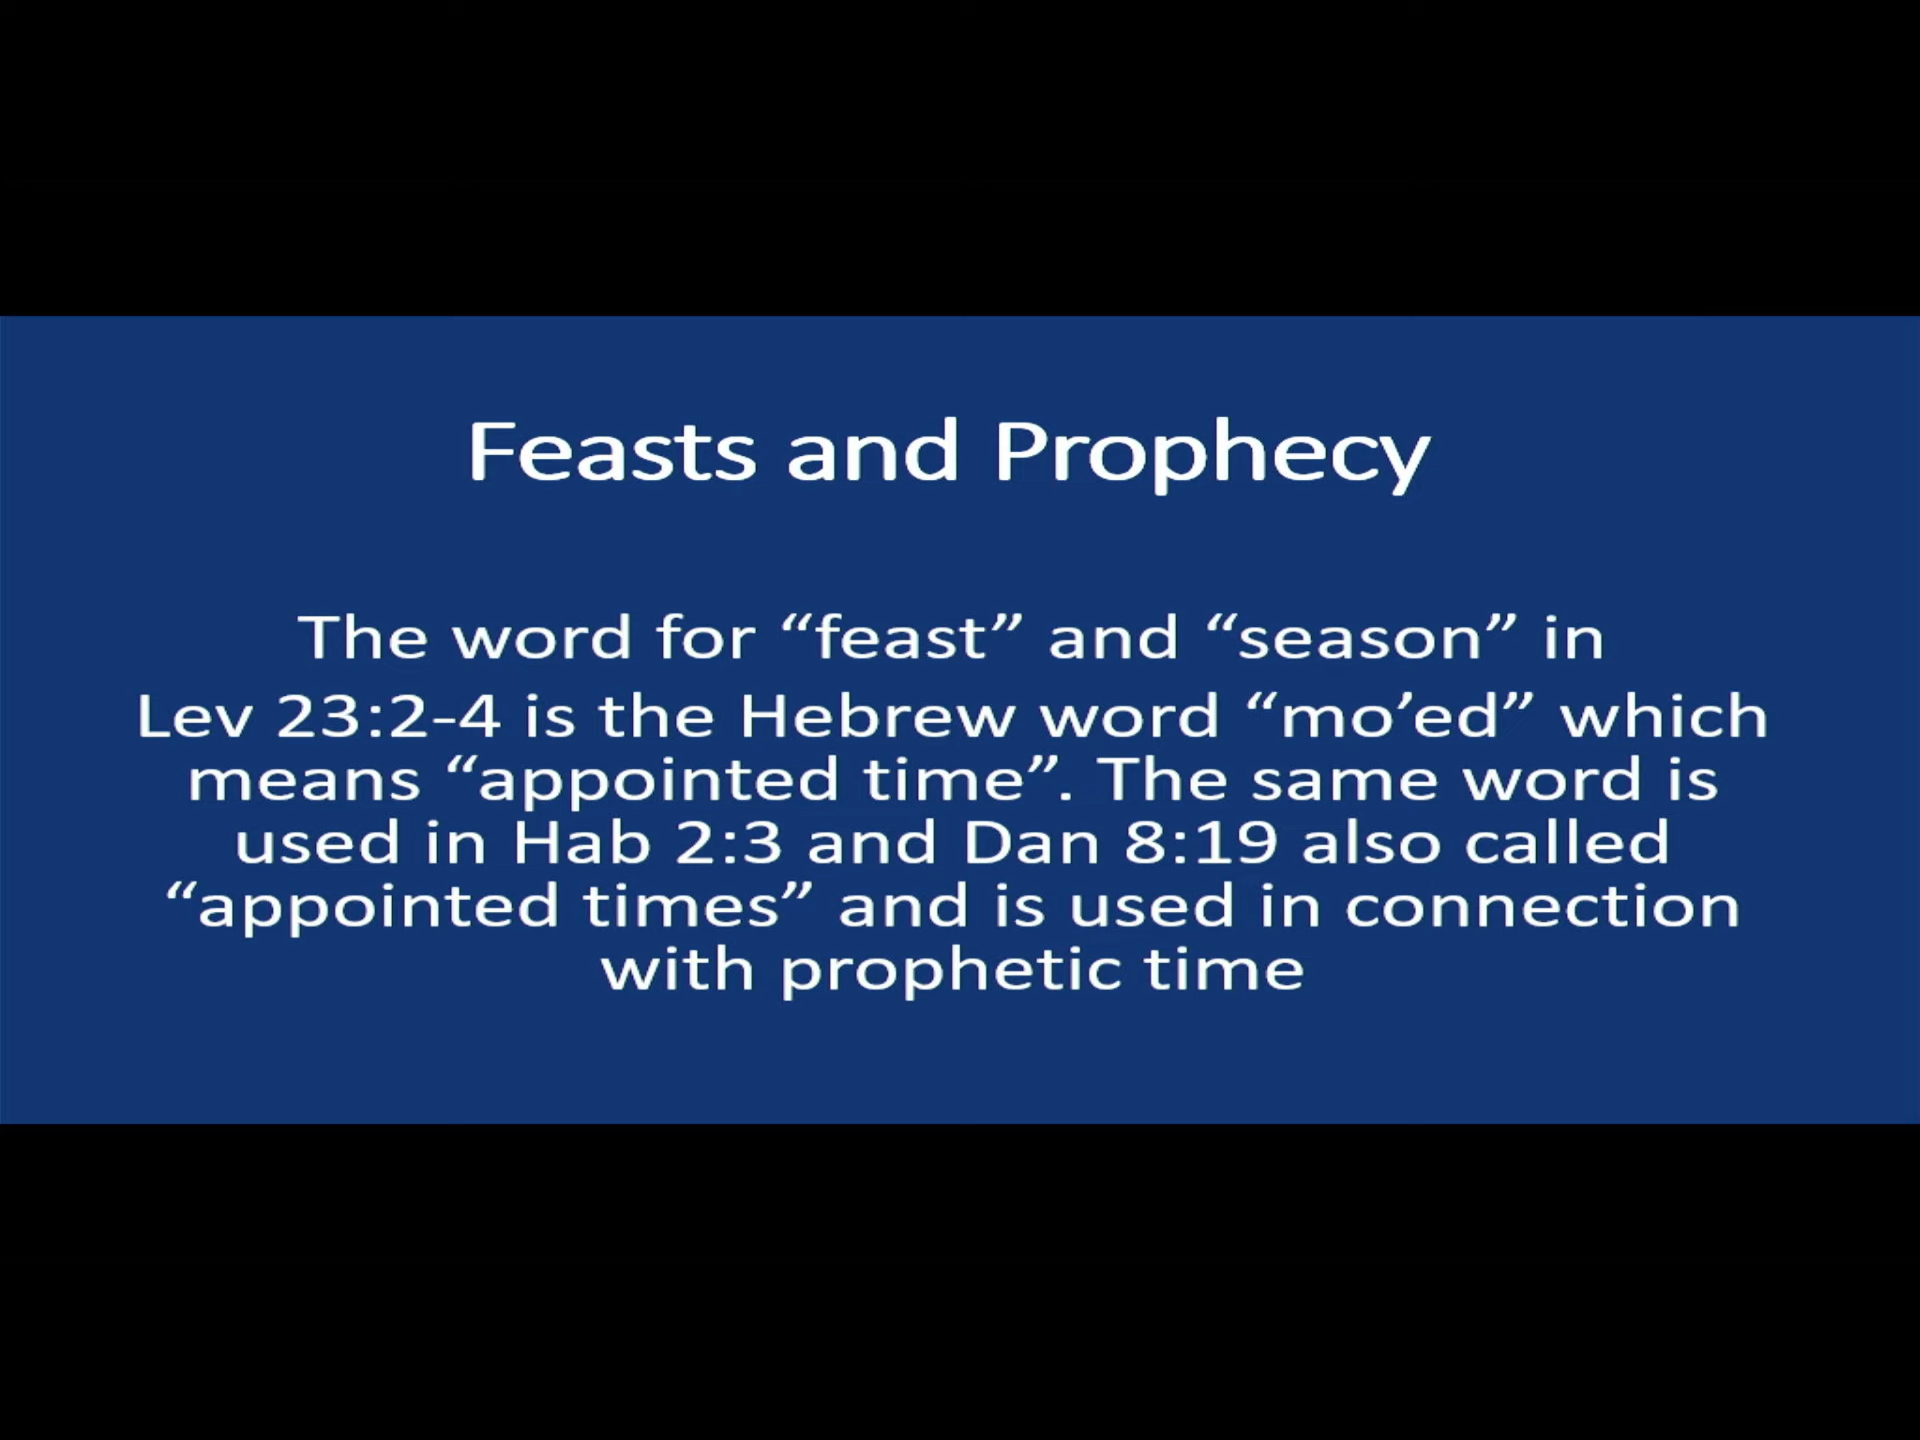 Feasts and Prophecy
The word for “feast” and “season” in
Lev 23:2-4 is the Hebrew word “mo’ed” which
means “appointed time”. The same word is
used in Hab 2:3 and Dan 8:19 also called
“appointed times” and is used in connection
with prophetic time